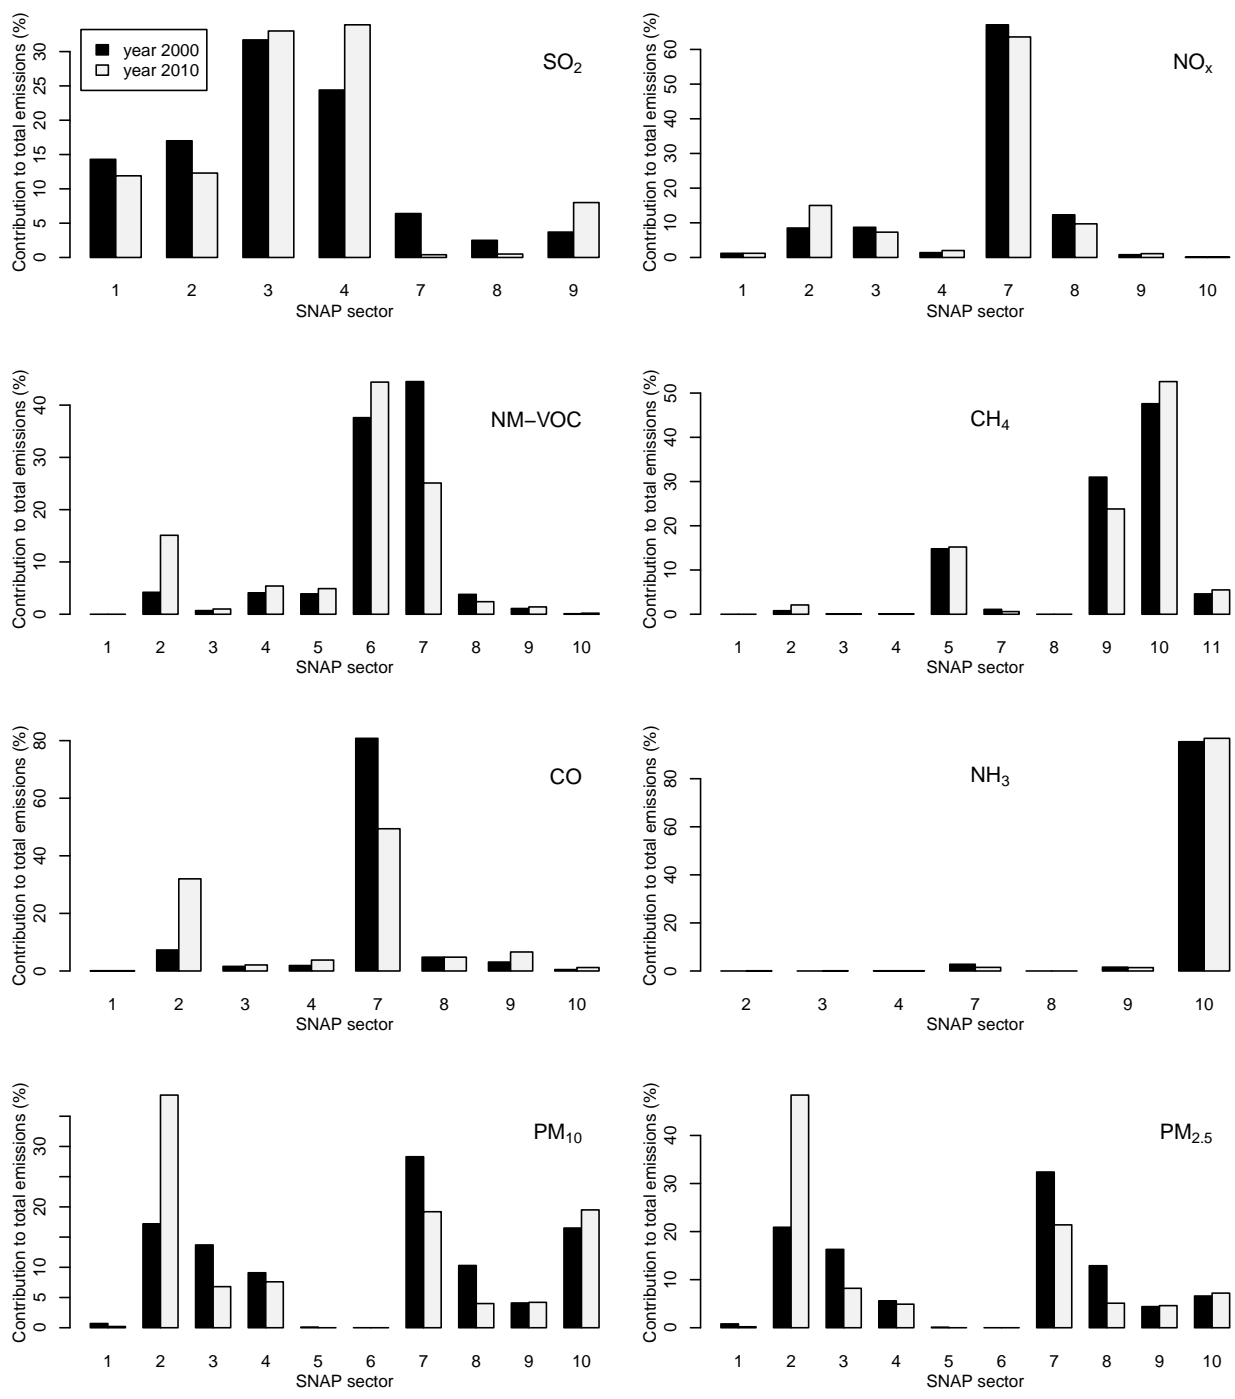 year 2000
year 2010
SO2
Contribution to total emissions (%)
0 5 10 15 20 25 30
1 2 3 4 7 8 9
SNAP sector
NOx
Contribution to total emissions (%)
0 10 20 30 40 50 60
1 2 3 4 7 8 9 10
SNAP sector
NM−VOC
Contribution to total emissions (%)
0 10 20 30 40
1 2 3 4 5 6 7 8 9 10
SNAP sector
CH4
Contribution to total emissions (%)
0 10 20 30 40 50
1 2 3 4 5 7 8 9 10 11
SNAP sector
CO
Contribution to total emissions (%)
0 20 40 60 80
1 2 3 4 7 8 9 10
SNAP sector
NH3
Contribution to total emissions (%)
0 20 40 60 80
2 3 4 7 8 9 10
SNAP sector
PM10
Contribution to total emissions (%)
0 5 10 20 30
1 2 3 4 5 6 7 8 9 10
SNAP sector
PM2.5
Contribution to total emissions (%)
0 10 20 30 40
1 2 3 4 5 6 7 8 9 10
SNAP sector